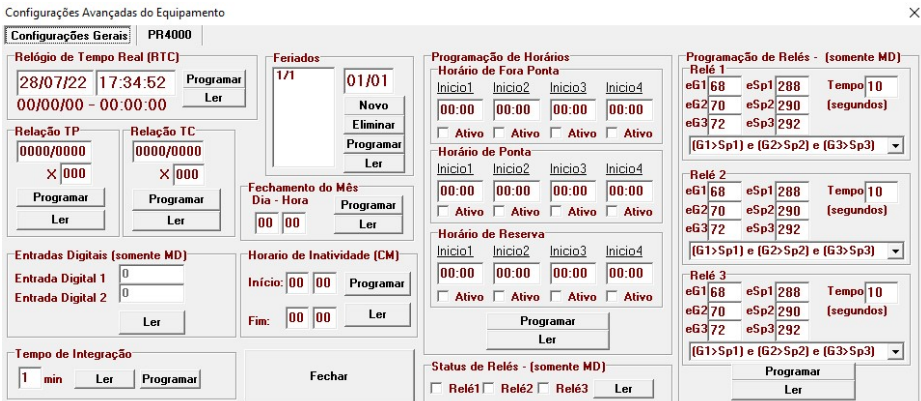 Configurações Avançadas do Equipamento
Configurações Gerais PR4000
Relógio de Tempo Real (RTC)
28/07/22 17:34:52 Programar
00/00/00 - 00:00:00 Ler
Relação TP
0000/0000
X 000
Programar
Ler
Relação TC
0000/0000
X 000
Programar
Ler
Entradas Digitais (somente MD)
Entrada Digital 1 0
Entrada Digital 2 0
Ler
Tempo de Integração
1 min Ler Programar
Feriados
1/1 01/01
Novo
Eliminar
Programar
Ler
Fechamento do Mês
Dia - Hora
00 00 Programar
Ler
Horario de Inatividade (CM)
Início: 00 00 Programar
Fim: 00 00 Ler
Fechar
Programação de Horários
Horário de Fora Ponta
Inicio1 Inicio2 Inicio3 Inicio4
00:00 00:00 00:00 00:00
Ativo Ativo Ativo Ativo
Horário de Ponta
Inicio1 Inicio2 Inicio3 Inicio4
00:00 00:00 00:00 00:00
Ativo Ativo Ativo Ativo
Horário de Reserva
Inicio1 Inicio2 Inicio3 Inicio4
00:00 00:00 00:00 00:00
Ativo Ativo Ativo Ativo
Programar
Ler
Status de Relés - (somente MD)
Relé1 Relé2 Relé3 Ler
Programação de Relés - (somente MD)
Relé 1
eG1 68 eSp1 288 Tempo 10
eG2 70 eSp2 290 (segundos)
eG3 72 eSp3 292
(G1>Sp1) e (G2>Sp2) e (G3>Sp3)
Relé 2
eG1 68 eSp1 288 Tempo 10
eG2 70 eSp2 290 (segundos)
eG3 72 eSp3 292
(G1>Sp1) e (G2>Sp2) e (G3>Sp3)
Relé 3
eG1 68 eSp1 288 Tempo 10
eG2 70 eSp2 290 (segundos)
eG3 72 eSp3 292
(G1>Sp1) e (G2>Sp2) e (G3>Sp3)
Programar
Ler